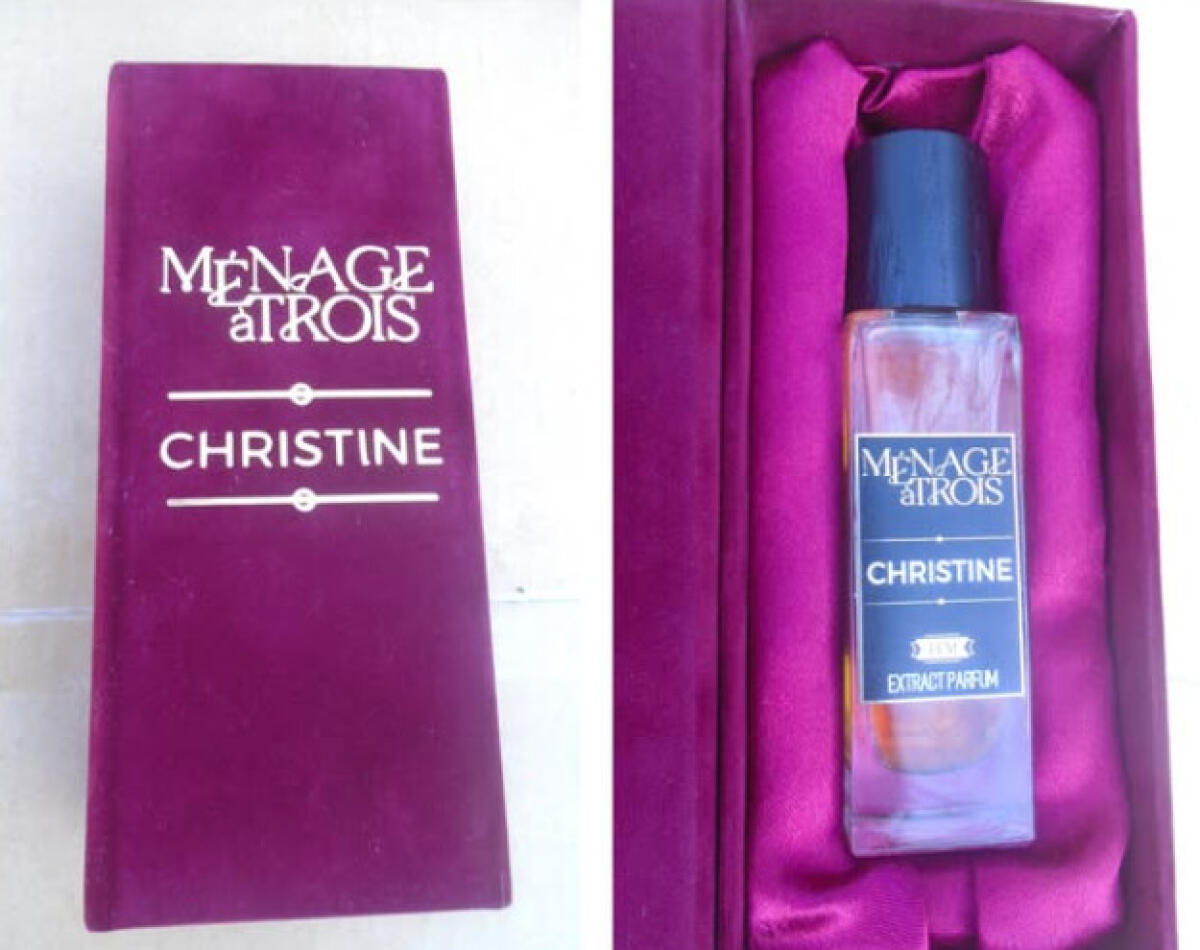 MÉNAGE
àTROIS
CHRISTINE
MÉNAGE
àTROIS
CHRISTINE
EXTRACT PARFUM